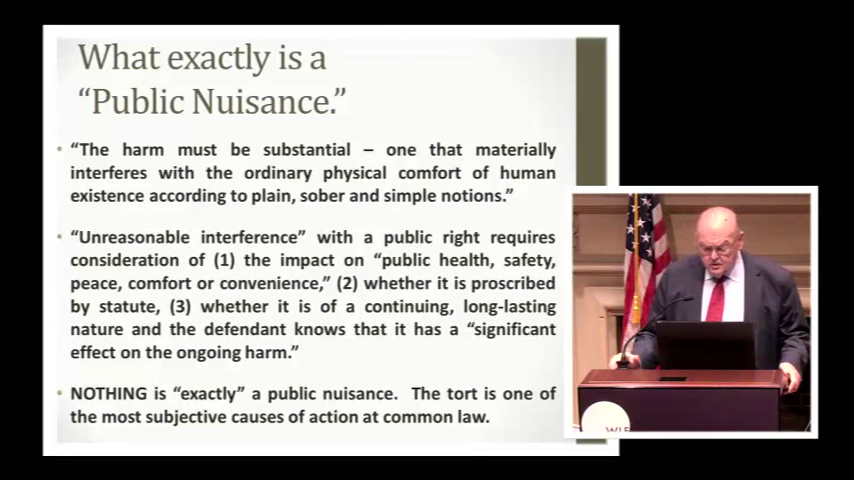 What exactly is a
"Public Nuisance."
• "The harm must be substantial – one that materially
interferes with the ordinary physical comfort of human
existence according to plain, sober and simple notions."
• "Unreasonable interference" with a public right requires
consideration of (1) the impact on "public health, safety,
peace, comfort or convenience," (2) whether it is proscribed
by statute, (3) whether it is of a continuing, long-lasting
nature and the defendant knows that it has a "significant
effect on the ongoing harm."
• NOTHING is "exactly" a public nuisance. The tort is one of
the most subjective causes of action at common law.